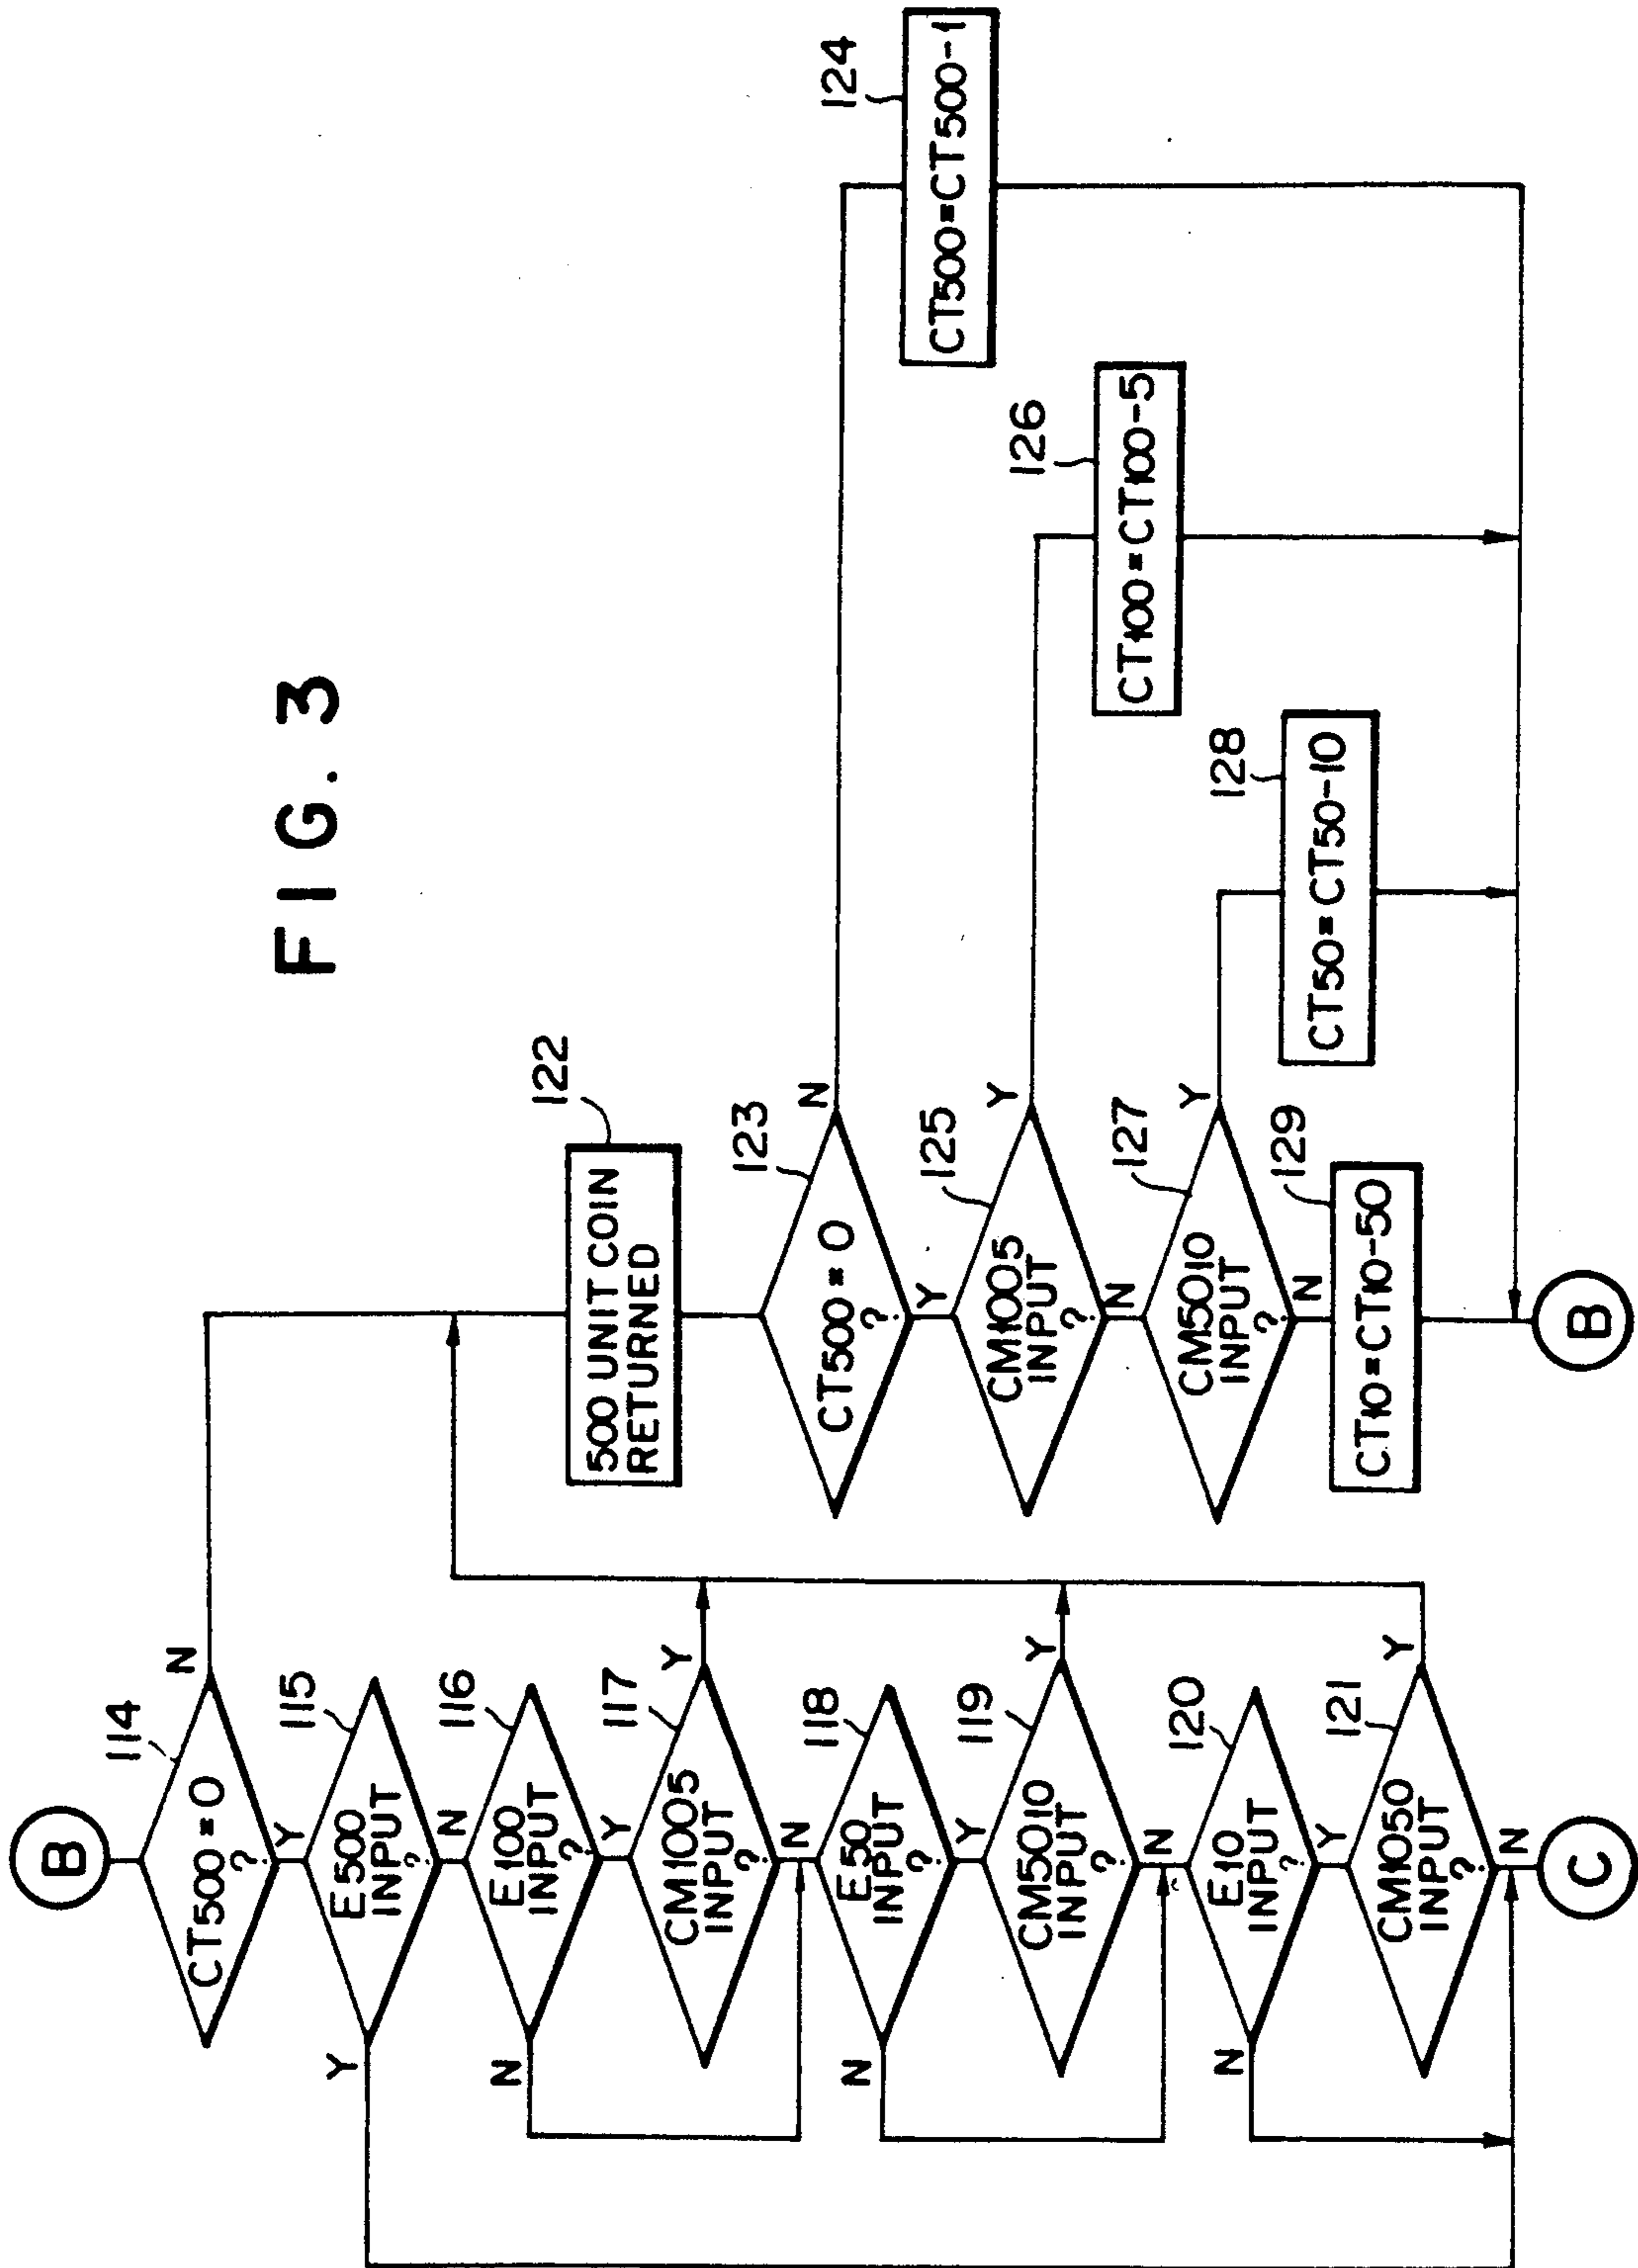 FIG. 3
B
114
CT500=0
?
N
Y
115
E500
INPUT
?
Y
N
116
E100
INPUT
?
N
Y
117
CM1005
INPUT
?
Y
N
118
E50
INPUT
?
N
Y
119
CM5010
INPUT
?
Y
N
120
E10
INPUT
?
N
Y
121
CM1050
INPUT
?
Y
N
C
122
500 UNIT COIN
RETURNED
123
CT500=0
?
N
Y
124
CT500=CT500-1
125
CM1005
INPUT
?
Y
N
126
CT100=CT100-5
127
CM5010
INPUT
?
Y
N
128
CT50=CT50-10
129
CT10=CT10-50
B